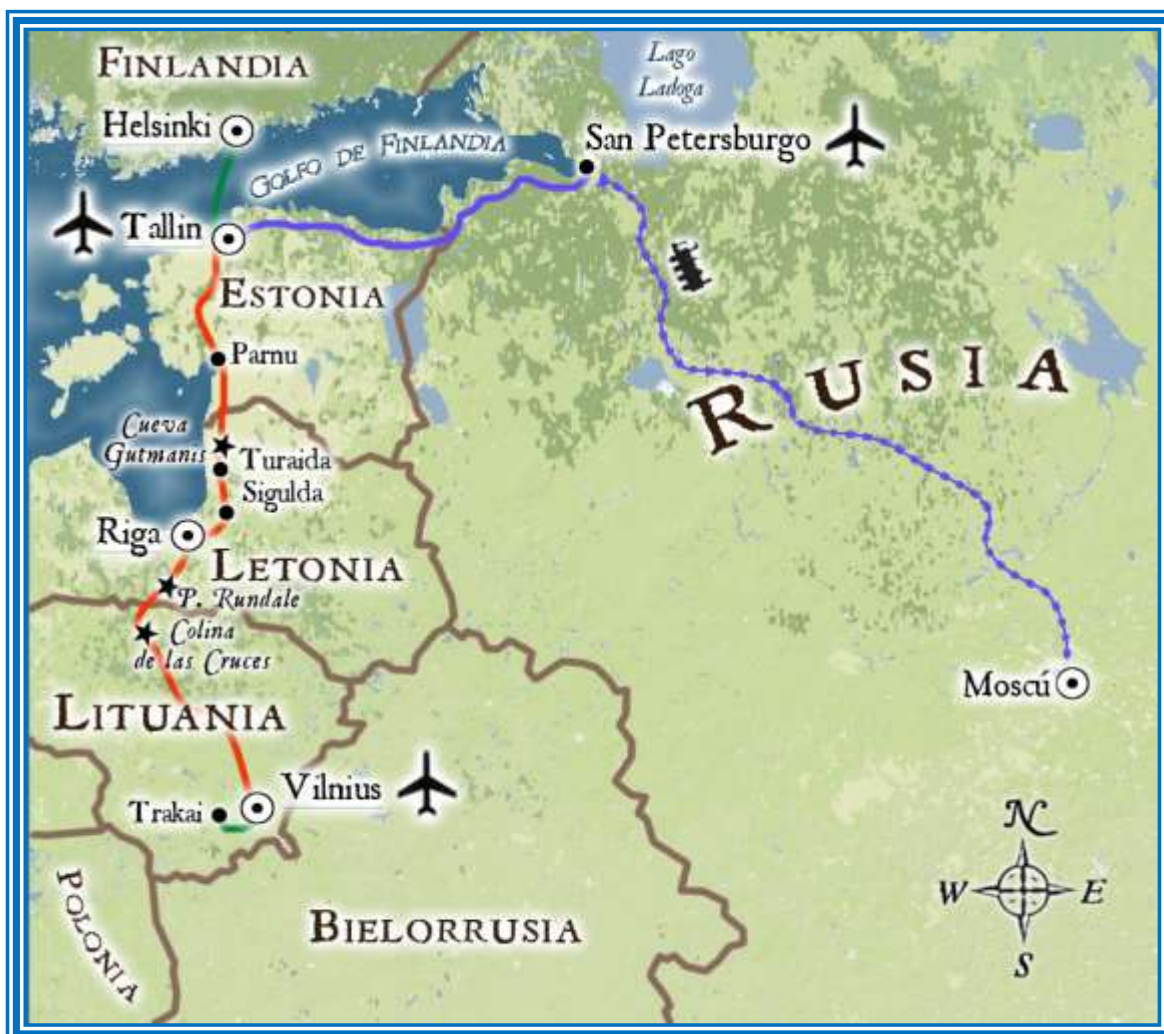 FINLANDIA
Lago
Ladoga
Helsinki
GOLFO DE FINLANDIA
San Petersburgo
Tallin
ESTONIA
Parnu
RUSIA
Cueva
Gutmanis
Turaida
Sigulda
Riga
LETONIA
P. Rundale
Colina
de las Cruces
Moscú
LITUANIA
Vilnius
Trakai
N
W
E
S
POLONIA
BIELORRUSIA